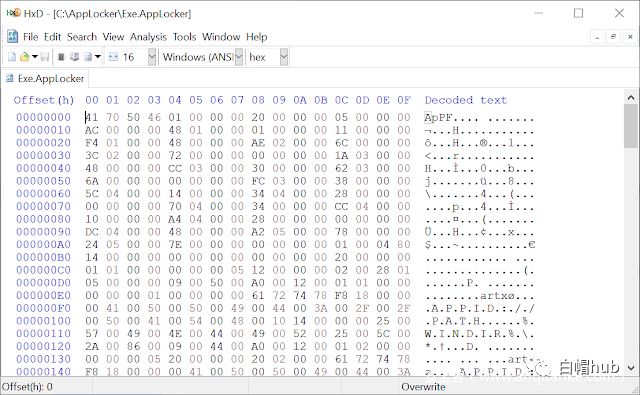 HxD - [C:\AppLocker\Exe.AppLocker]
File Edit Search View Analysis Tools Window Help
16 Windows (ANSI hex
Exe.AppLocker
Offset(h) 00 01 02 03 04 05 06 07 08 09 0A 0B 0C 0D 0E 0F Decoded text
00000000 41 70 50 46 01 00 00 00 20 00 00 00 05 00 00 00 ApPF.... .......
00000010 AC 00 00 00 48 01 00 00 01 00 00 00 11 00 00 00 ¬...H...........
00000020 F4 01 00 00 48 00 00 00 AE 02 00 00 6C 00 00 00 ô...H...®...l...
00000030 3C 02 00 00 72 00 00 00 00 00 00 00 1A 03 00 00 <...r...........
00000040 48 00 00 00 CC 03 00 00 30 00 00 00 62 03 00 00 H...Ì...0...b...
00000050 6A 00 00 00 00 00 00 00 FC 03 00 00 38 00 00 00 j.......ü...8...
00000060 5C 04 00 00 14 00 00 00 34 04 00 00 28 00 00 00 \.......4...(...
00000070 00 00 00 00 70 04 00 00 34 00 00 00 CC 04 00 00 ....p...4...Ì...
00000080 10 00 00 00 A4 04 00 00 28 00 00 00 00 00 00 00 ....¤...(.......
00000090 DC 04 00 00 48 00 00 00 A2 05 00 00 78 00 00 00 Ü...H...¢...x...
000000A0 24 05 00 00 7E 00 00 00 00 00 00 00 01 00 04 80 $...~..........€
000000B0 14 00 00 00 00 00 00 00 00 00 00 00 20 00 00 00 ............ ...
000000C0 01 01 00 00 00 00 00 05 12 00 00 00 02 00 28 01 ..............(.
000000D0 05 00 00 00 09 00 50 00 A0 00 12 00 01 01 00 00 ......P. .......
000000E0 00 00 00 01 00 00 00 00 61 72 74 78 F8 18 00 00 ........artxø...
000000F0 00 41 00 50 00 50 00 49 00 44 00 3A 00 2F 00 2F .A.P.P.I.D.:././
00000100 00 50 00 41 00 54 00 48 00 10 14 00 00 00 25 00 .P.A.T.H......%.
00000110 57 00 49 00 4E 00 44 00 49 00 52 00 25 00 5C 00 W.I.N.D.I.R.%.\.
00000120 2A 00 86 00 09 00 44 00 A0 00 12 00 01 02 00 00 *.†...D. .......
00000130 00 00 00 05 20 00 00 00 20 02 00 00 61 72 74 78
00000140 F8 18 00 00 00 41 00 50 00 50 00 49 00 44 00 3A ø....A.P.P.I.D.:
Offset(h): 0 Overwrite
白帽hub